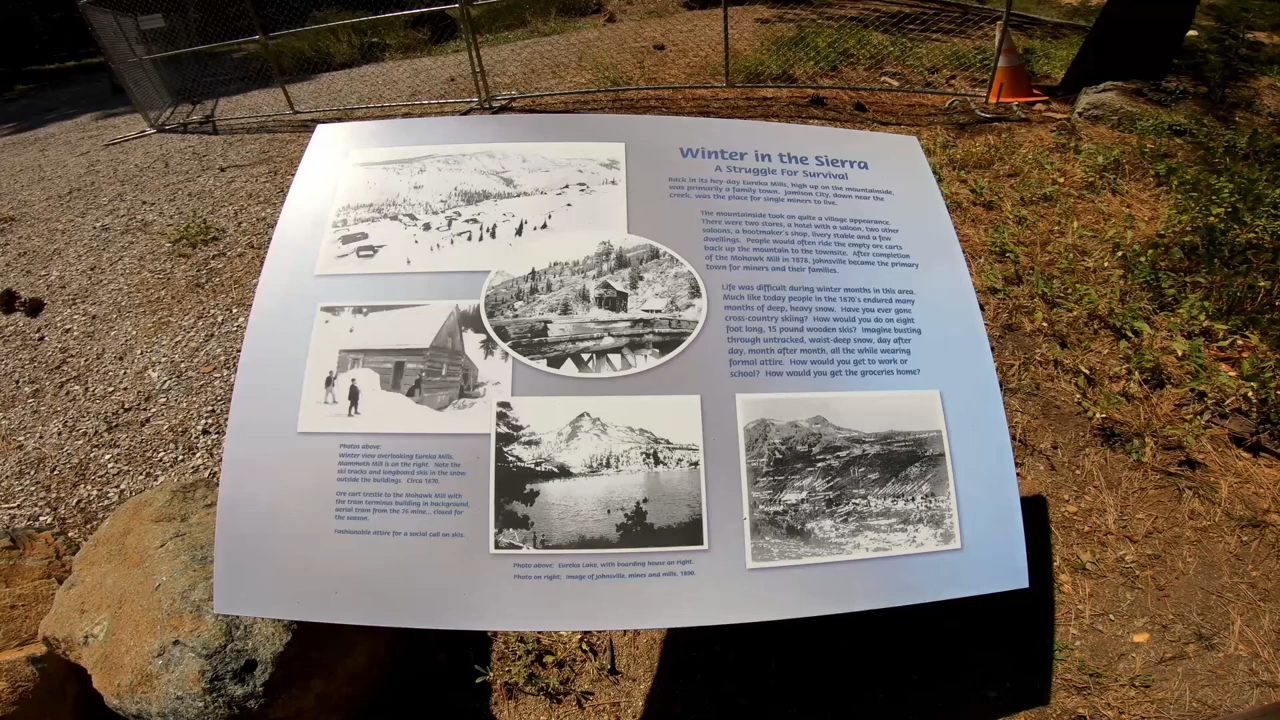 Winter in the Sierra
A Struggle For Survival
Back in its hey-day Eureka Mills, high up on the mountainside,
was primarily a family town. Jamison City, down near the
creek, was the place for single miners to live.
The mountainside took on quite a village appearance.
There were two stores, a hotel with a saloon, two other
saloons, a bootmaker's shop, livery stable and a few
dwellings. People would often ride the empty ore carts
back up the mountain to the townsite. After completion
of the Mohawk Mill in 1876, Johnsville became the primary
town for miners and their families.
Life was difficult during winter months in this area.
Much like today people in the 1870's endured many
months of deep, heavy snow. Have you ever gone
cross-country skiing? How would you do on eight
foot long, 15 pound wooden skis? Imagine busting
through untracked, waist-deep snow, day after
day, month after month, all the while wearing
formal attire. How would you get to work or
school? How would you get the groceries home?
Photos above:
Winter view overlooking Eureka Mills.
Mammoth Mill is on the right. Note the
ski tracks and longboard skis in the snow
outside the buildings. Circa 1870.
Ore cart trestle to the Mohawk Mill with
the tram terminus building in background,
aerial tram from the 76 mine... closed for
the season.
Fashionable attire for a social call on skis.
Photo above: Eureka Lake, with boarding house on right.
Photo on right: Image of Johnsville, mines and mills, 1890.